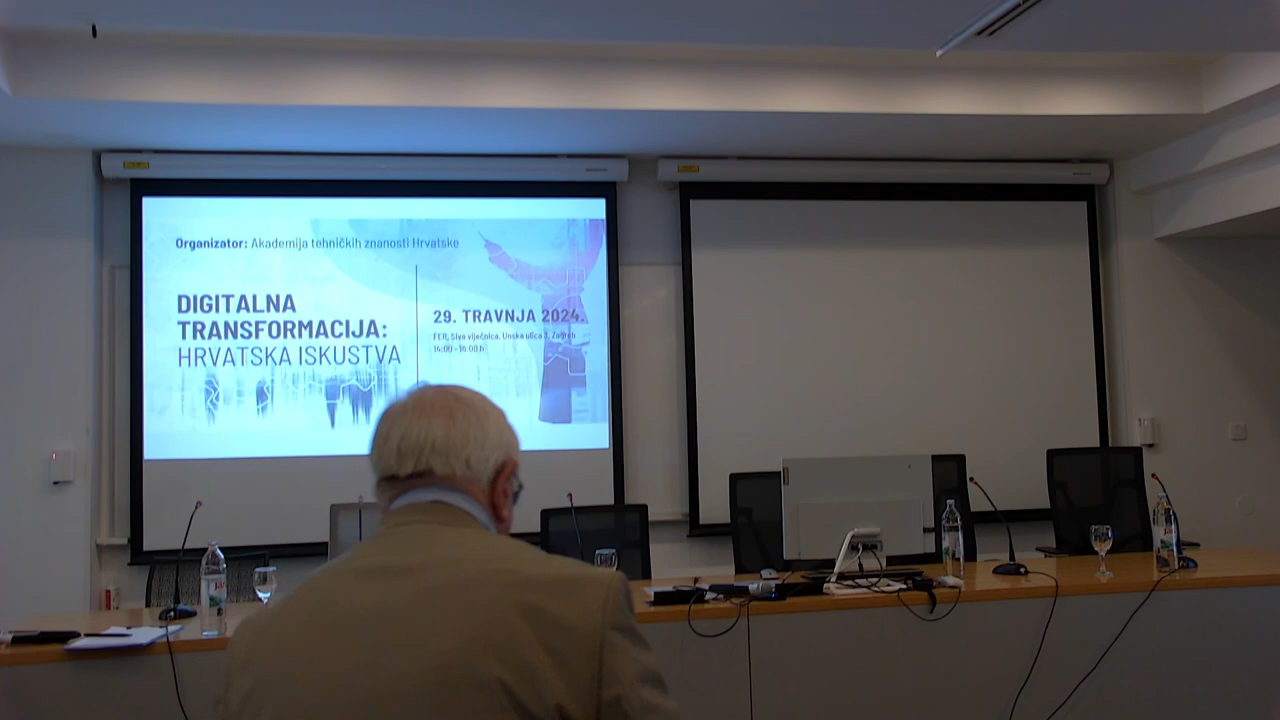 Organizator: Akademija tehničkih znanosti Hrvatske
DIGITALNA
TRANSFORMACIJA:
HRVATSKA ISKUSTVA
29. TRAVNJA 2024.
FER, Siva vijećnica, Unska ulica 3, Zagreb
14:00 - 16:00 h